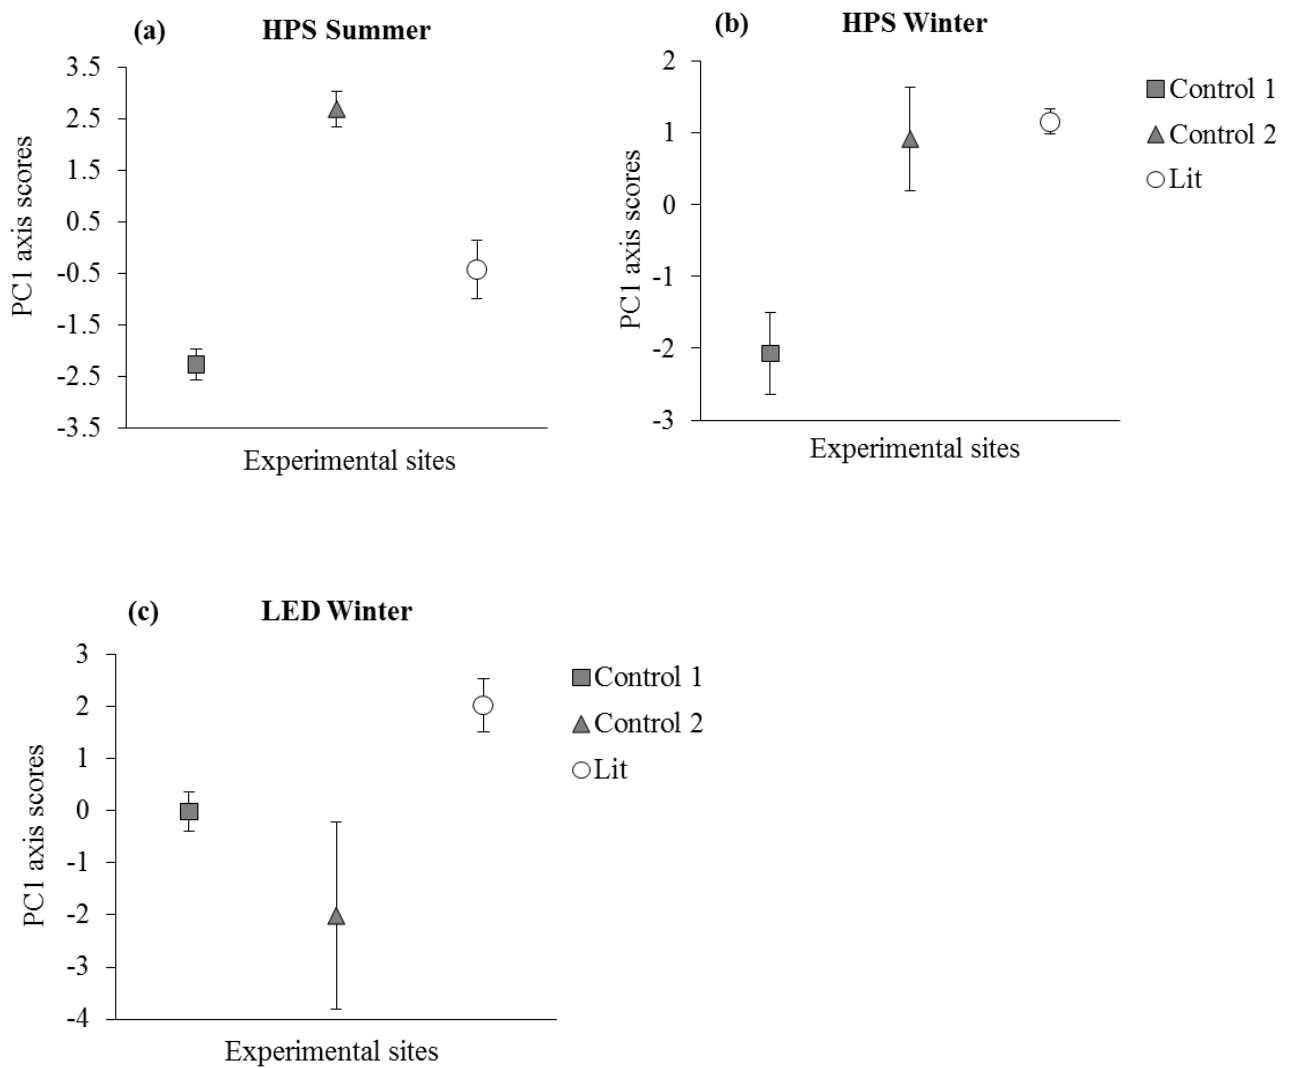 (a) HPS Summer
3.5
2.5
1.5
0.5
-0.5
-1.5
-2.5
-3.5
PC1 axis scores
Experimental sites
(b) HPS Winter
2
1
0
-1
-2
-3
PC1 axis scores
Experimental sites
Control 1
Control 2
Lit
(c) LED Winter
3
2
1
0
-1
-2
-3
-4
PC1 axis scores
Experimental sites
Control 1
Control 2
Lit